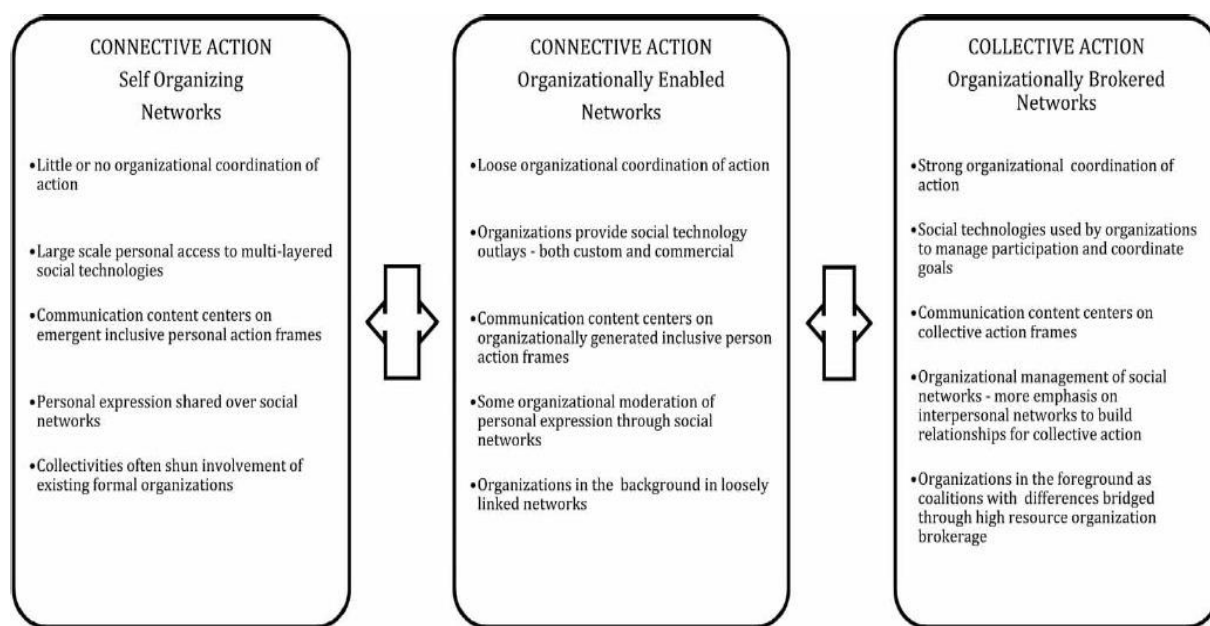 CONNECTIVE ACTION
Self Organizing
Networks
•Little or no organizational coordination of
action
•Large scale personal access to multi-layered
social technologies
•Communication content centers on
emergent inclusive personal action frames
•Personal expression shared over social
networks
•Collectivities often shun involvement of
existing formal organizations
CONNECTIVE ACTION
Organizationally Enabled
Networks
•Loose organizational coordination of action
•Organizations provide social technology
outlays - both custom and commercial
•Communication content centers on
organizationally generated inclusive person
action frames
•Some organizational moderation of
personal expression through social
networks
•Organizations in the background in loosely
linked networks
COLLECTIVE ACTION
Organizationally Brokered
Networks
•Strong organizational coordination of
action
•Social technologies used by organizations
to manage participation and coordinate
goals
•Communication content centers on
collective action frames
•Organizational management of social
networks - more emphasis on
interpersonal networks to build
relationships for collective action
•Organizations in the foreground as
coalitions with differences bridged
through high resource organization
brokerage